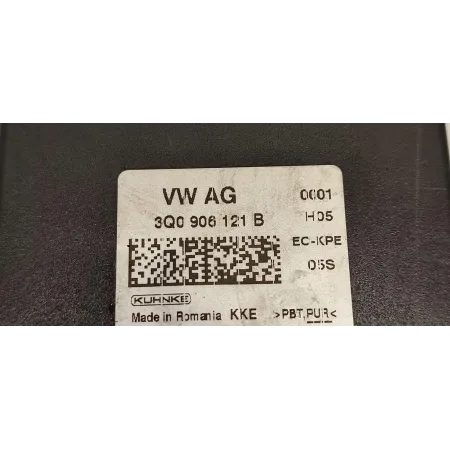 VW AG 0001
3Q0 906 121 B H05
EC-KPE
05S
KUHNKE
Made in Romania KKE >PBT,PUR<